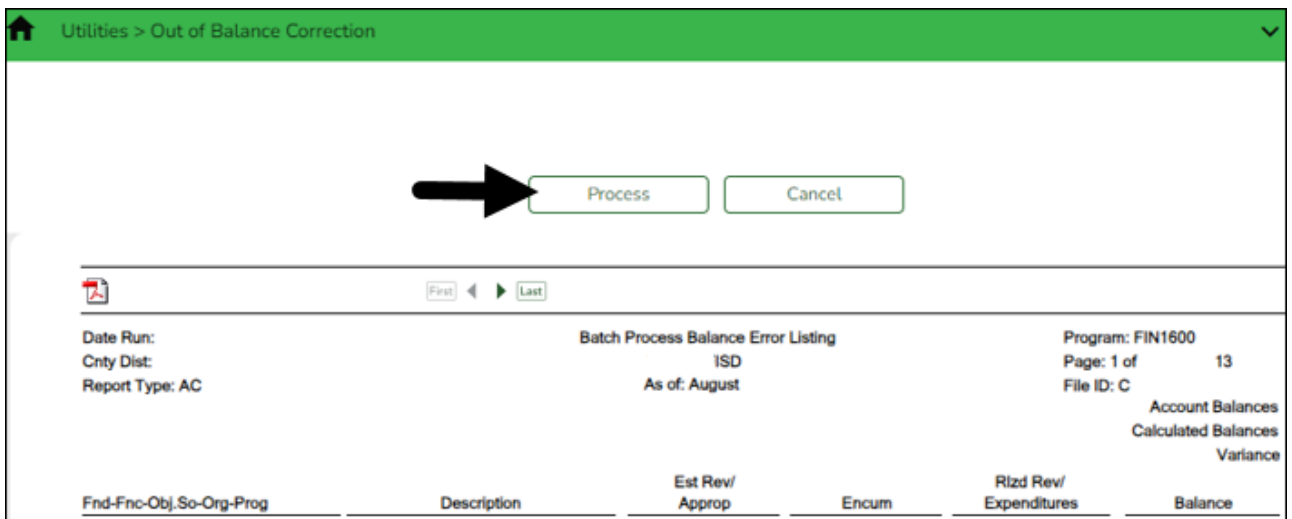 Utilities > Out of Balance Correction
Process Cancel
First Last
Date Run: Batch Process Balance Error Listing Program: FIN1600
Cnty Dist: ISD Page: 1 of 13
Report Type: AC As of: August File ID: C
Account Balances
Calculated Balances
Variance
Est Rev/ Rlzd Rev/
Fnd-Fnc-Obj.So-Org-Prog Description Approp Encum Expenditures Balance